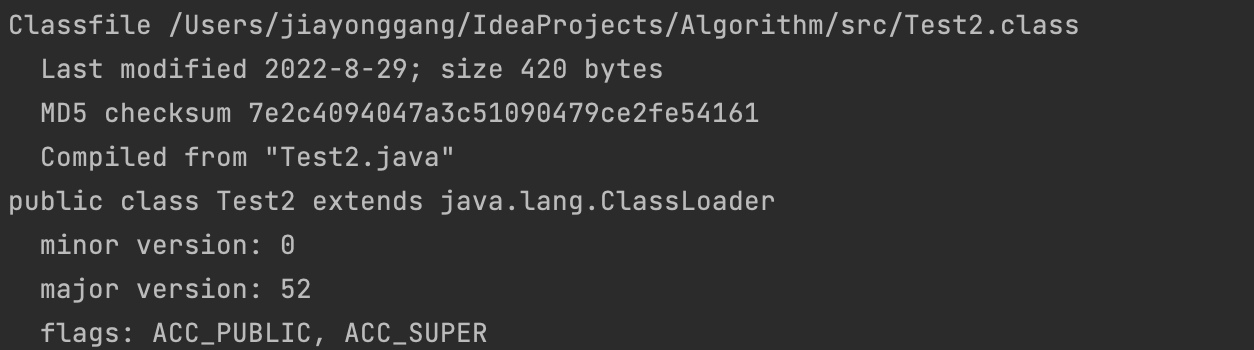 Classfile /Users/jiayonggang/IdeaProjects/Algorithm/src/Test2.class
  Last modified 2022-8-29; size 420 bytes
  MD5 checksum 7e2c4094047a3c51090479ce2fe54161
  Compiled from "Test2.java"
public class Test2 extends java.lang.ClassLoader
  minor version: 0
  major version: 52
  flags: ACC_PUBLIC, ACC_SUPER